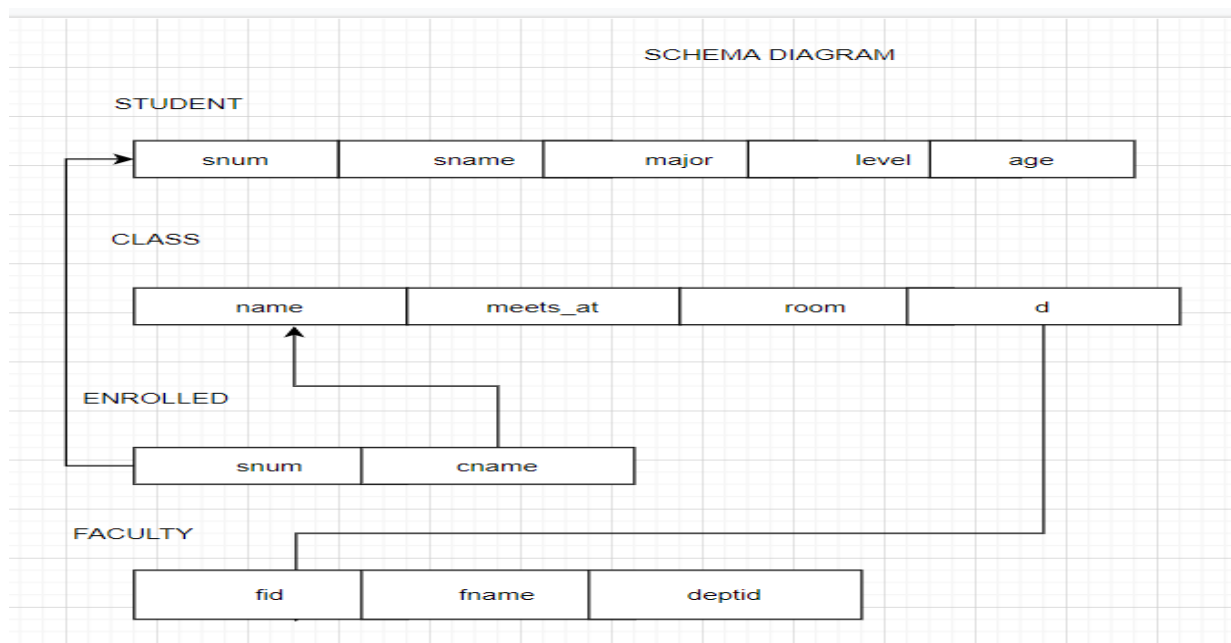 SCHEMA DIAGRAM
STUDENT
snum sname major level age
CLASS
name meets_at room d
ENROLLED
snum cname
FACULTY
fid fname deptid